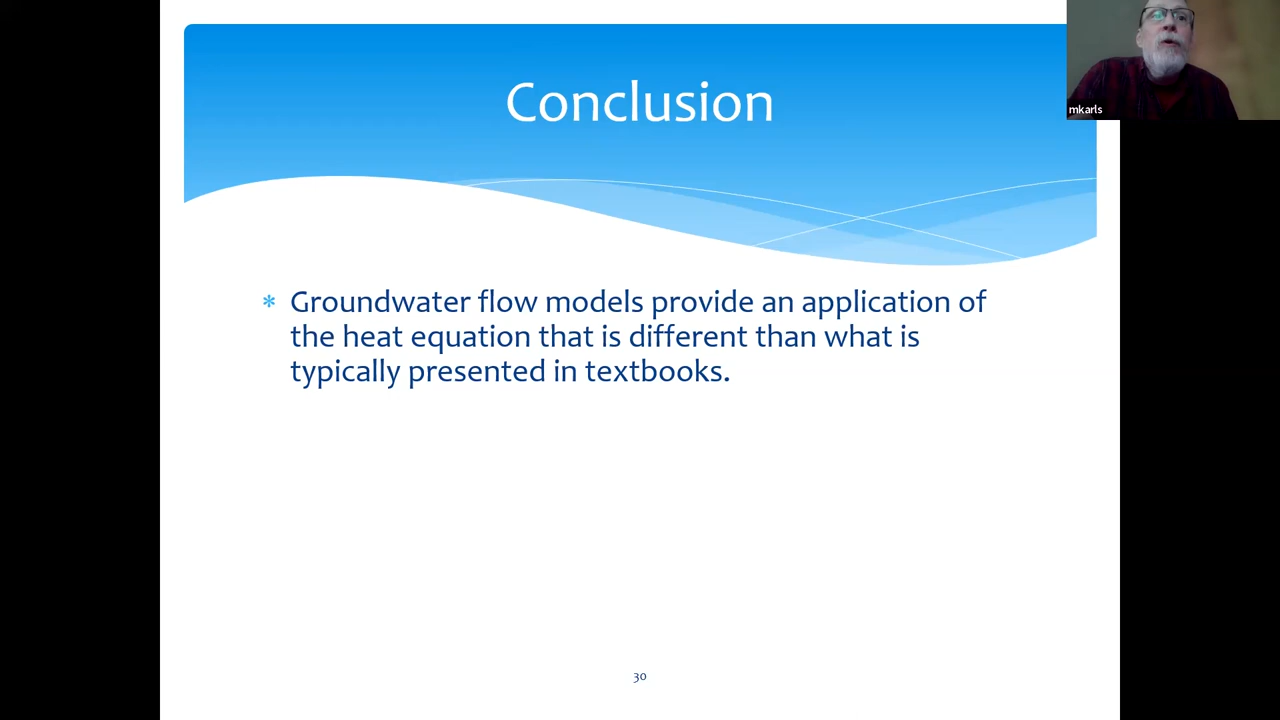 Conclusion
mkarls
* Groundwater flow models provide an application of
the heat equation that is different than what is
typically presented in textbooks.
30